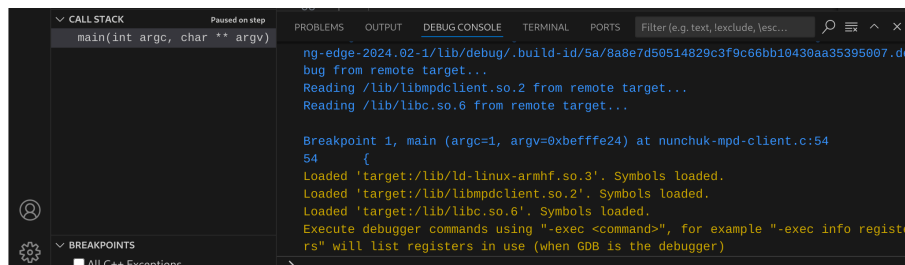 CALL STACK
Paused on step
main(int argc, char ** argv)
BREAKPOINTS
All C++ Exceptions
PROBLEMS OUTPUT DEBUG CONSOLE TERMINAL PORTS Filter (e.g. text, !exclude, \esc...
ng-edge-2024.02-1/lib/debug/.build-id/5a/8a8e7d50514829c3f9c66bb10430aa35395007.de
bug from remote target...
Reading /lib/libmpdclient.so.2 from remote target...
Reading /lib/libc.so.6 from remote target...
Breakpoint 1, main (argc=1, argv=0xbefffe24) at nunchuk-mpd-client.c:54
54 {
Loaded 'target:/lib/ld-linux-armhf.so.3'. Symbols loaded.
Loaded 'target:/lib/libmpdclient.so.2'. Symbols loaded.
Loaded 'target:/lib/libc.so.6'. Symbols loaded.
Execute debugger commands using "-exec <command>", for example "-exec info registe
rs" will list registers in use (when GDB is the debugger)
>